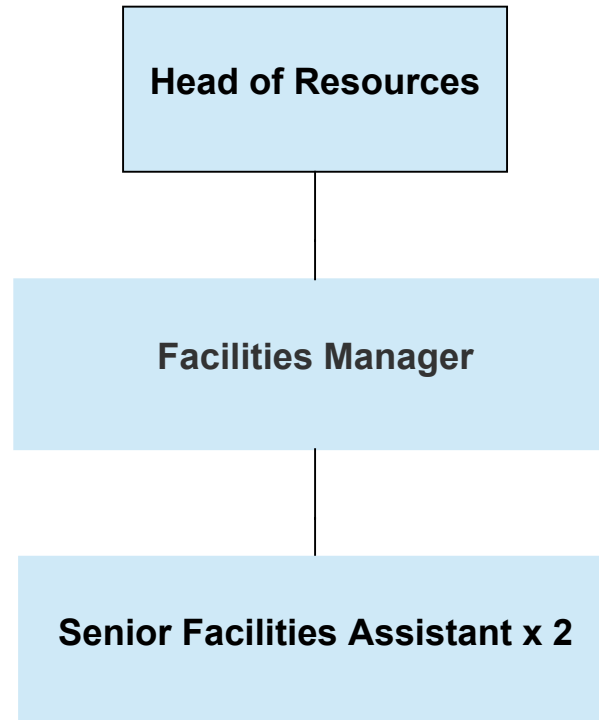 Head of Resources
Facilities Manager
Senior Facilities Assistant x 2